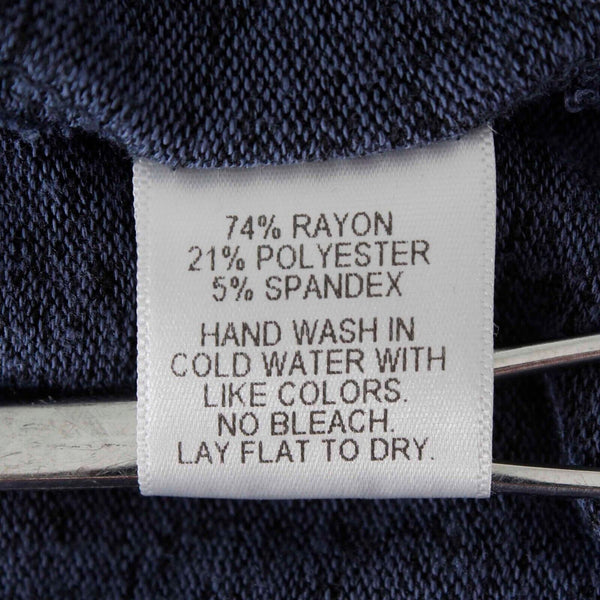 74% RAYON
21% POLYESTER
5% SPANDEX
HAND WASH IN
COLD WATER WITH
LIKE COLORS.
NO BLEACH.
LAY FLAT TO DRY.